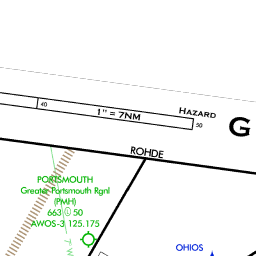 HAZARD
40
1" = 7NM
50
G
ROHDE
PORTSMOUTH
Greater Portsmouth Rgnl
(PMH)
663 50
AWOS-3 125.175
OHIOS